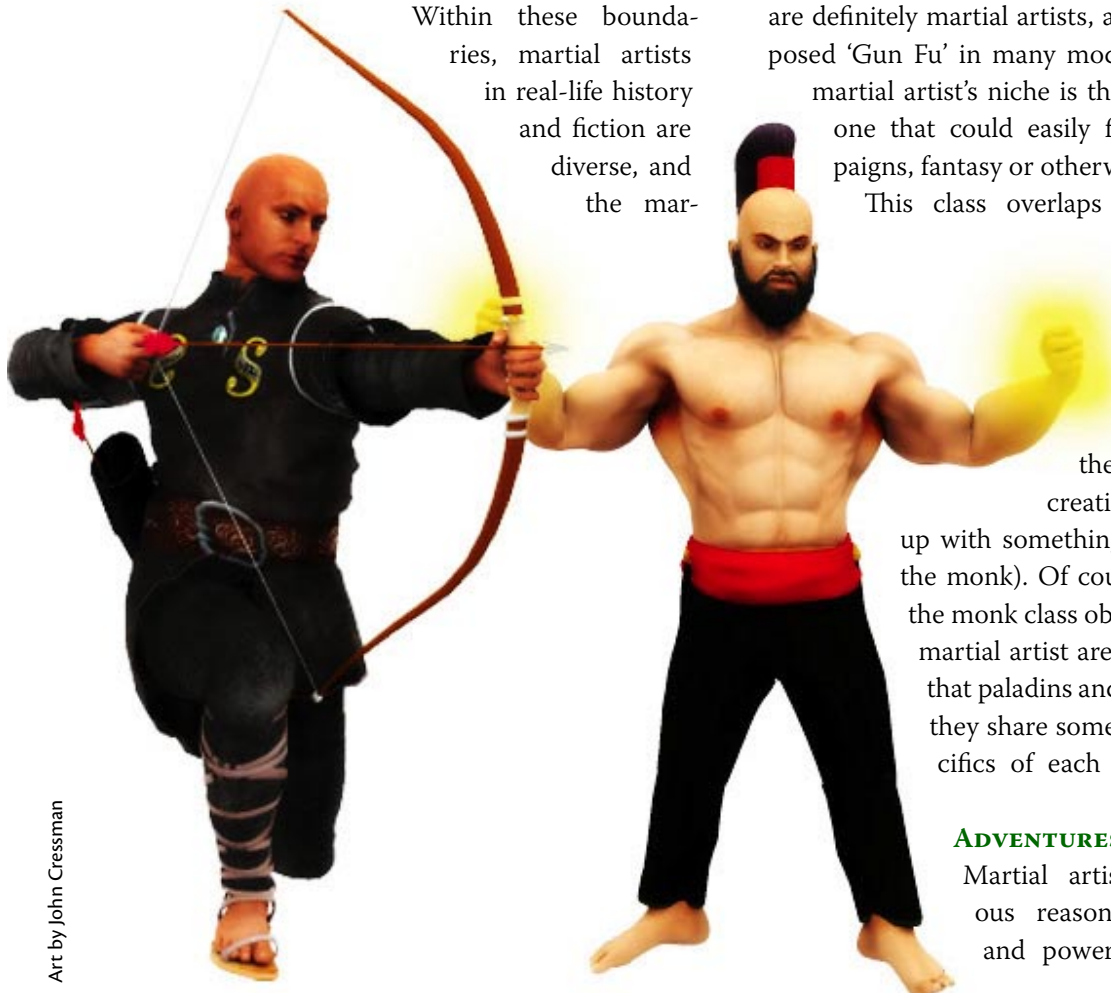 Within these bounda-
ries, martial artists
in real-life history
and fiction are
diverse, and
the mar-
are definitely martial artists, a
posed ‘Gun Fu’ in many mod
martial artist’s niche is th
one that could easily f
paigns, fantasy or otherw
This class overlaps
the
creati
up with somethin
the monk). Of cou
the monk class ob
martial artist are
that paladins and
they share some
cifics of each
ADVENTURES
Martial artis
ous reason
and power
Art by John Cressman